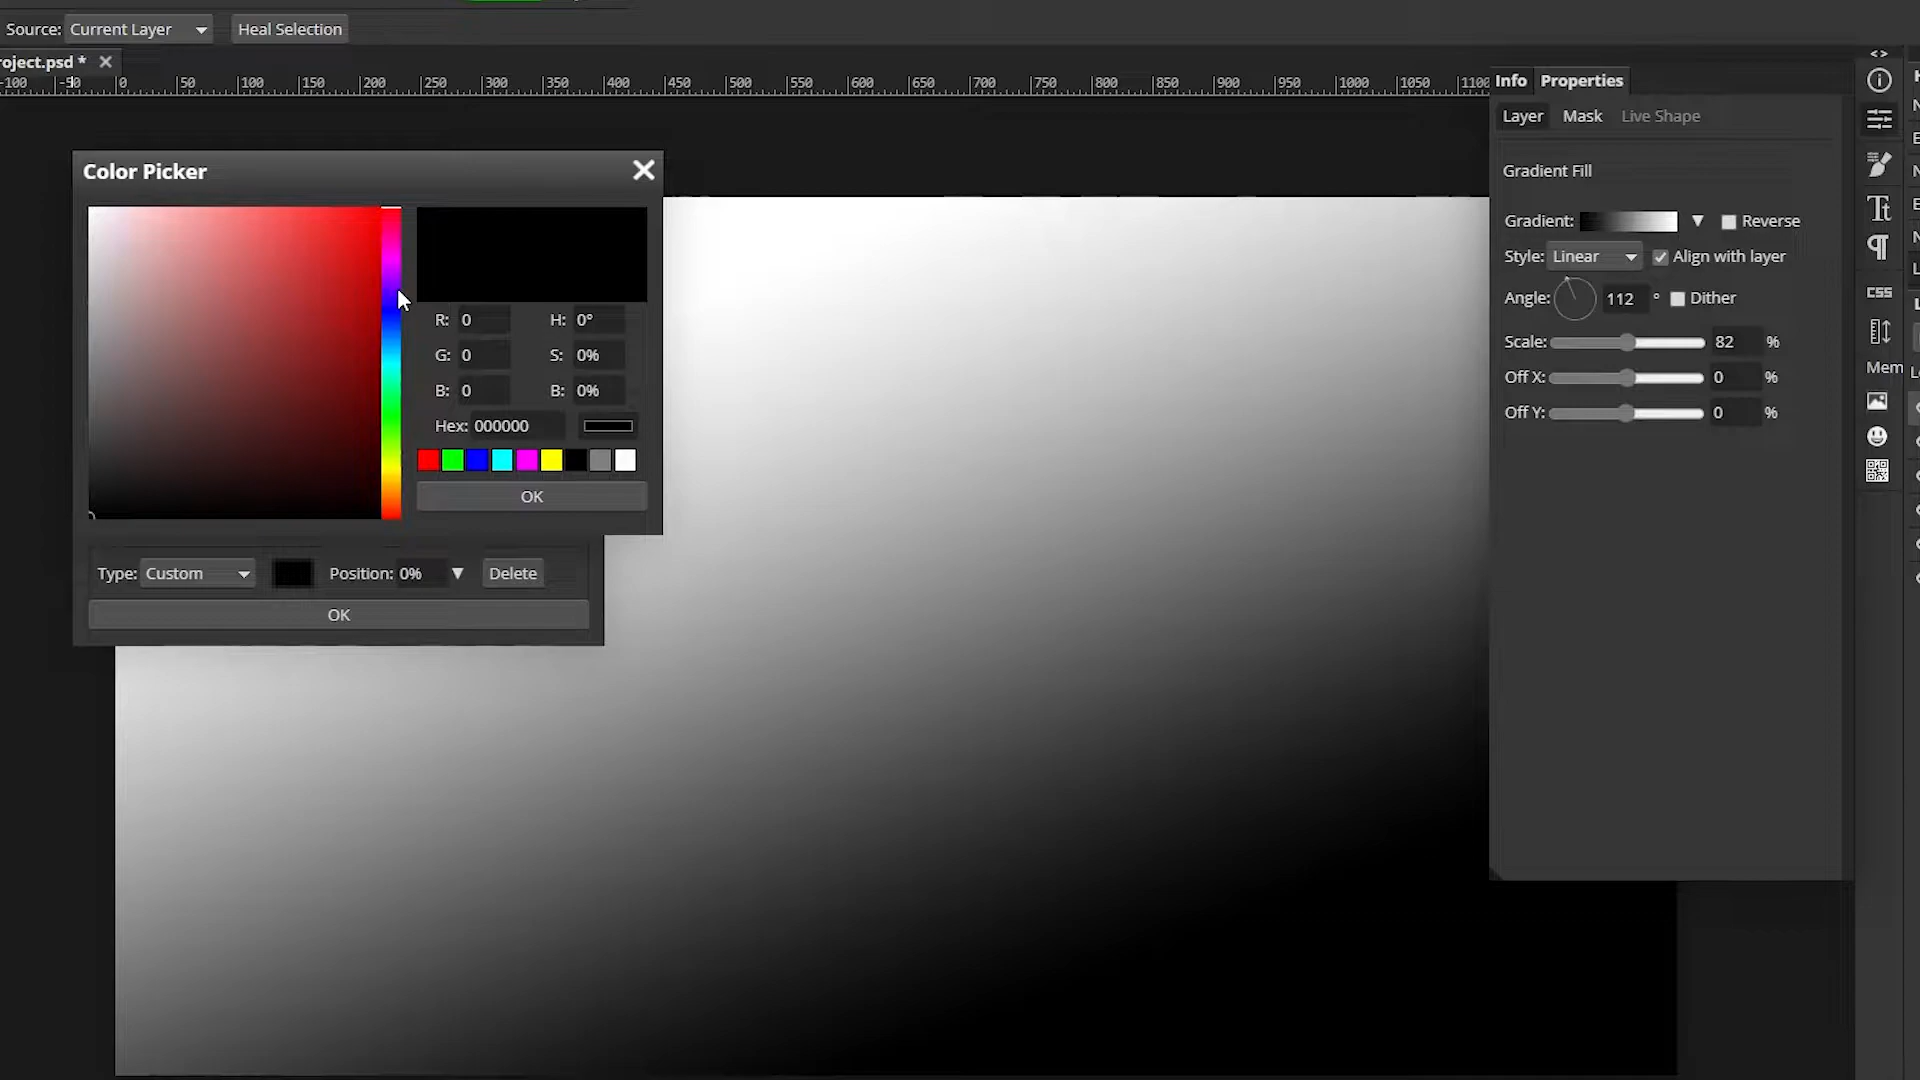 Source: Current Layer Heal Selection
roject.psd *
-100 -50 0 50 100 150 200 250 300 350 400 450 500 550 600 650 700 750 800 850 900 950 1000 1050 1100
Info Properties
Layer Mask Live Shape
Gradient Fill
Gradient: Reverse
Style: Linear Align with layer
Angle: 112 ° Dither
Scale: 82 %
Off X: 0 %
Off Y: 0 %
CSS
Mem
Color Picker
R: 0 H: 0°
G: 0 S: 0%
B: 0 B: 0%
Hex: 000000
OK
Type: Custom Position: 0% Delete
OK